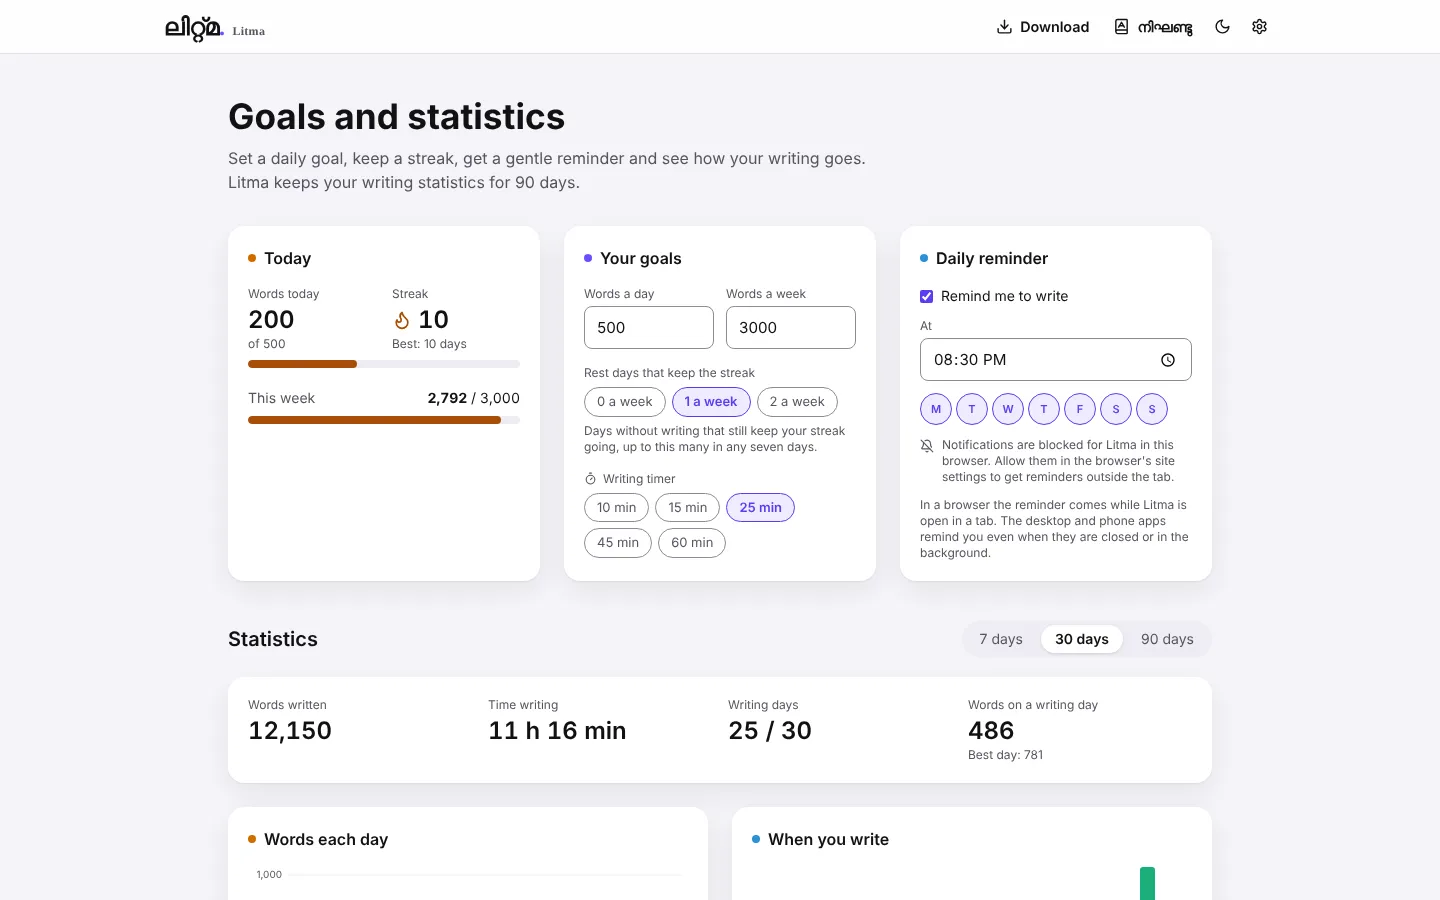 ലിറ്റ്മ. Litma
Download
നിഘണ്ടു
Goals and statistics
Set a daily goal, keep a streak, get a gentle reminder and see how your writing goes.
Litma keeps your writing statistics for 90 days.
Today
Words today
200
of 500
Streak
10
Best: 10 days
This week 2,792 / 3,000
Your goals
Words a day
500
Words a week
3000
Rest days that keep the streak
0 a week 1 a week 2 a week
Days without writing that still keep your streak
going, up to this many in any seven days.
Writing timer
10 min 15 min 25 min
45 min 60 min
Daily reminder
Remind me to write
At
08:30 PM
M T W T F S S
Notifications are blocked for Litma in this
browser. Allow them in the browser's site
settings to get reminders outside the tab.
In a browser the reminder comes while Litma is
open in a tab. The desktop and phone apps
remind you even when they are closed or in the
background.
Statistics
7 days 30 days 90 days
Words written
12,150
Time writing
11 h 16 min
Writing days
25 / 30
Words on a writing day
486
Best day: 781
Words each day
1,000
When you write